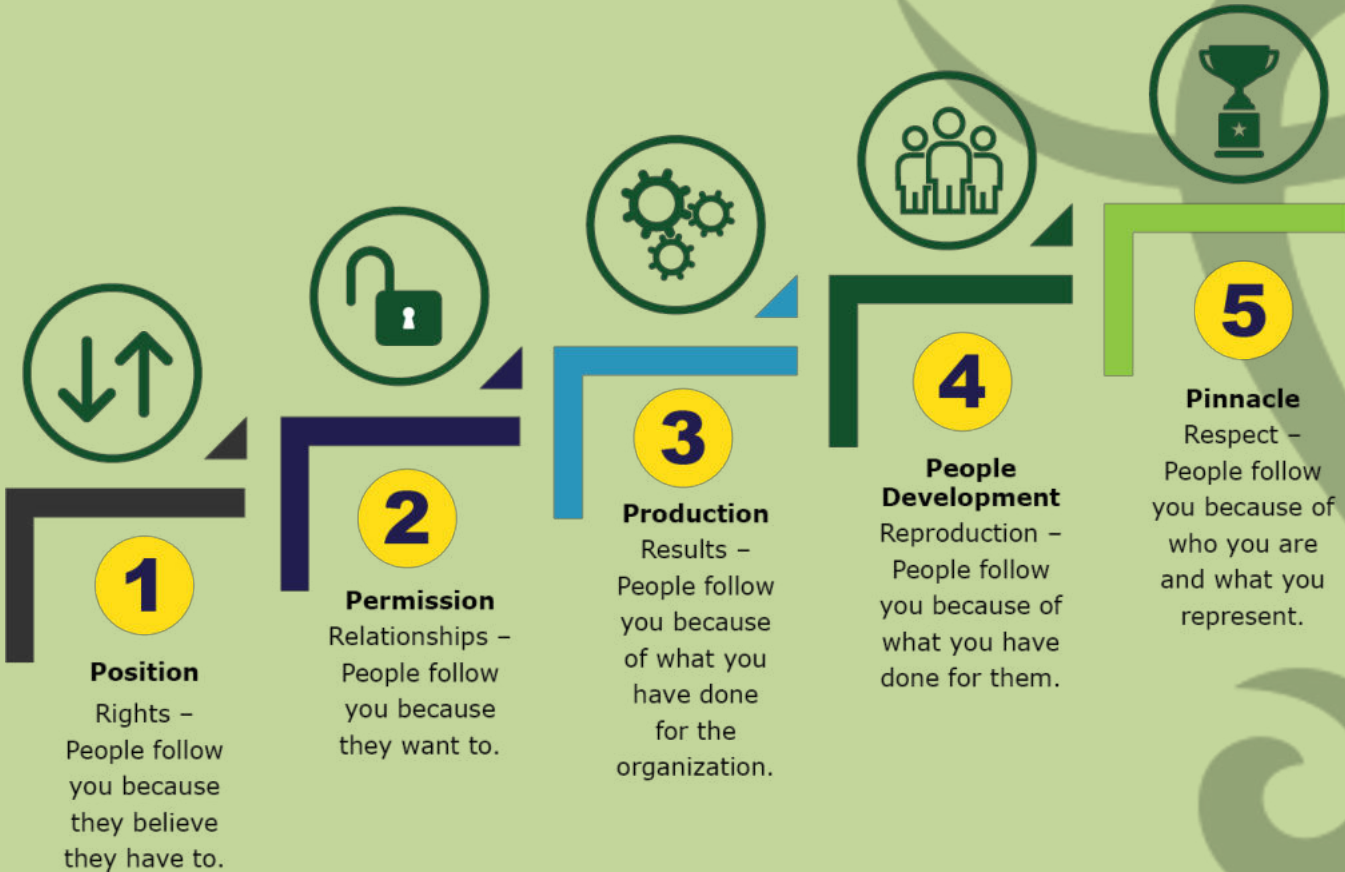 1
Position
Rights –
People follow
you because
they believe
they have to.
2
Permission
Relationships –
People follow
you because
they want to.
3
Production
Results –
People follow
you because
of what you
have done
for the
organization.
4
People
Development
Reproduction –
People follow
you because of
what you have
done for them.
5
Pinnacle
Respect –
People follow
you because of
who you are
and what you
represent.